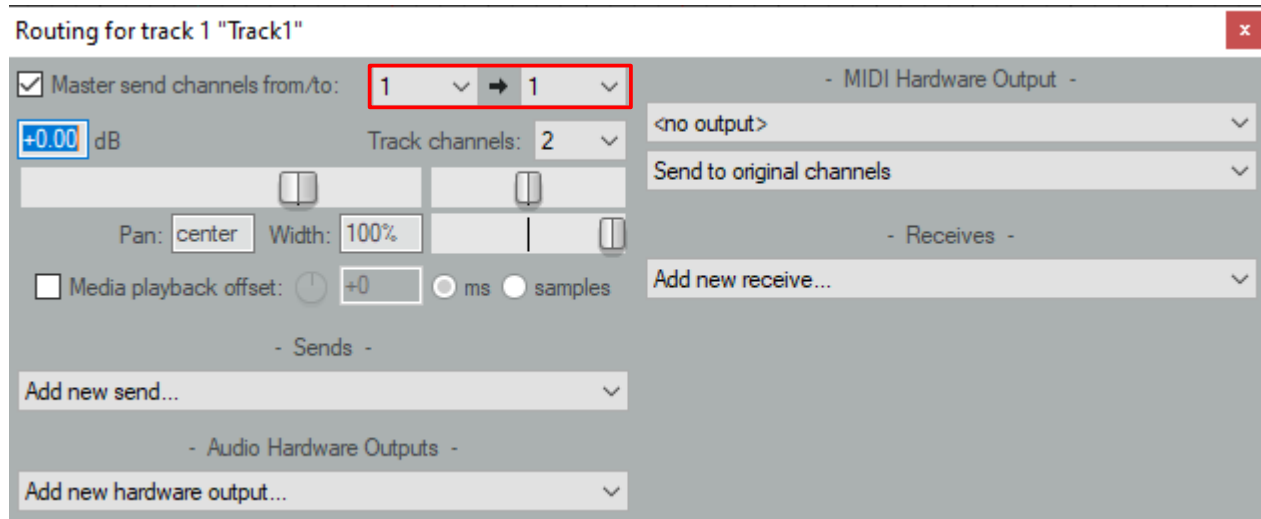 Routing for track 1 "Track1"
x
Master send channels from/to: 1 1
+0.00 dB Track channels: 2
Pan: center Width: 100%
Media playback offset: +0 ms samples
- Sends -
Add new send...
- Audio Hardware Outputs -
Add new hardware output...
- MIDI Hardware Output -
<no output>
Send to original channels
- Receives -
Add new receive...